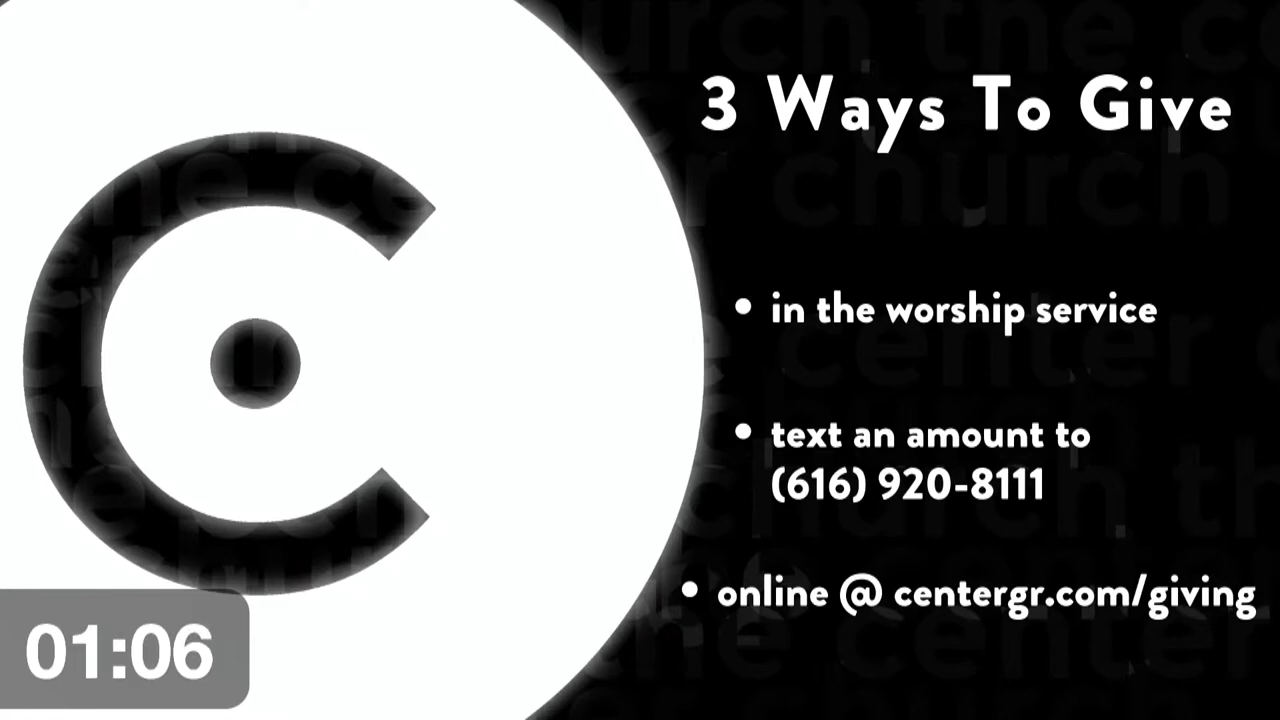 3 Ways To Give
• in the worship service
• text an amount to
(616) 920-8111
• online @ centergr.com/giving
01:06